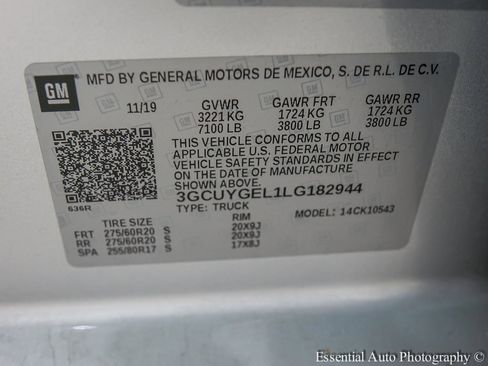 GM
MFD BY GENERAL MOTORS DE MEXICO, S. DE R.L. DE C.V.
11/19 GVWR GAWR FRT GAWR RR
3221 KG 1724 KG 1724 KG
7100 LB 3800 LB 3800 LB
THIS VEHICLE CONFORMS TO ALL
APPLICABLE U.S. FEDERAL MOTOR
VEHICLE SAFETY STANDARDS IN EFFECT
ON THE DATE OF MANUFACTURE
SHOWN ABOVE.
3GCUYGEL1LG182944
636R
TYPE: TRUCK MODEL: 14CK10543
TIRE SIZE RIM
FRT 275/60R20 S 20X9J
RR 275/60R20 S 20X9J
SPA 255/80R17 S 17X8J
Essential Auto Photography ©